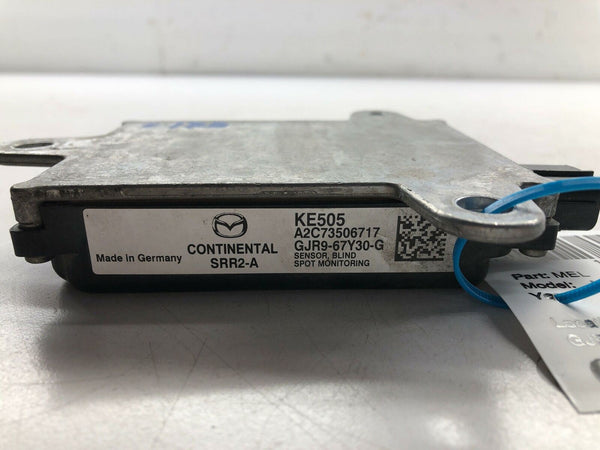 Made in Germany
CONTINENTAL
SRR2-A
KE505
A2C73506717
GJR9-67Y30-G
SENSOR, BLIND
SPOT MONITORING
Part: MEL
Model: